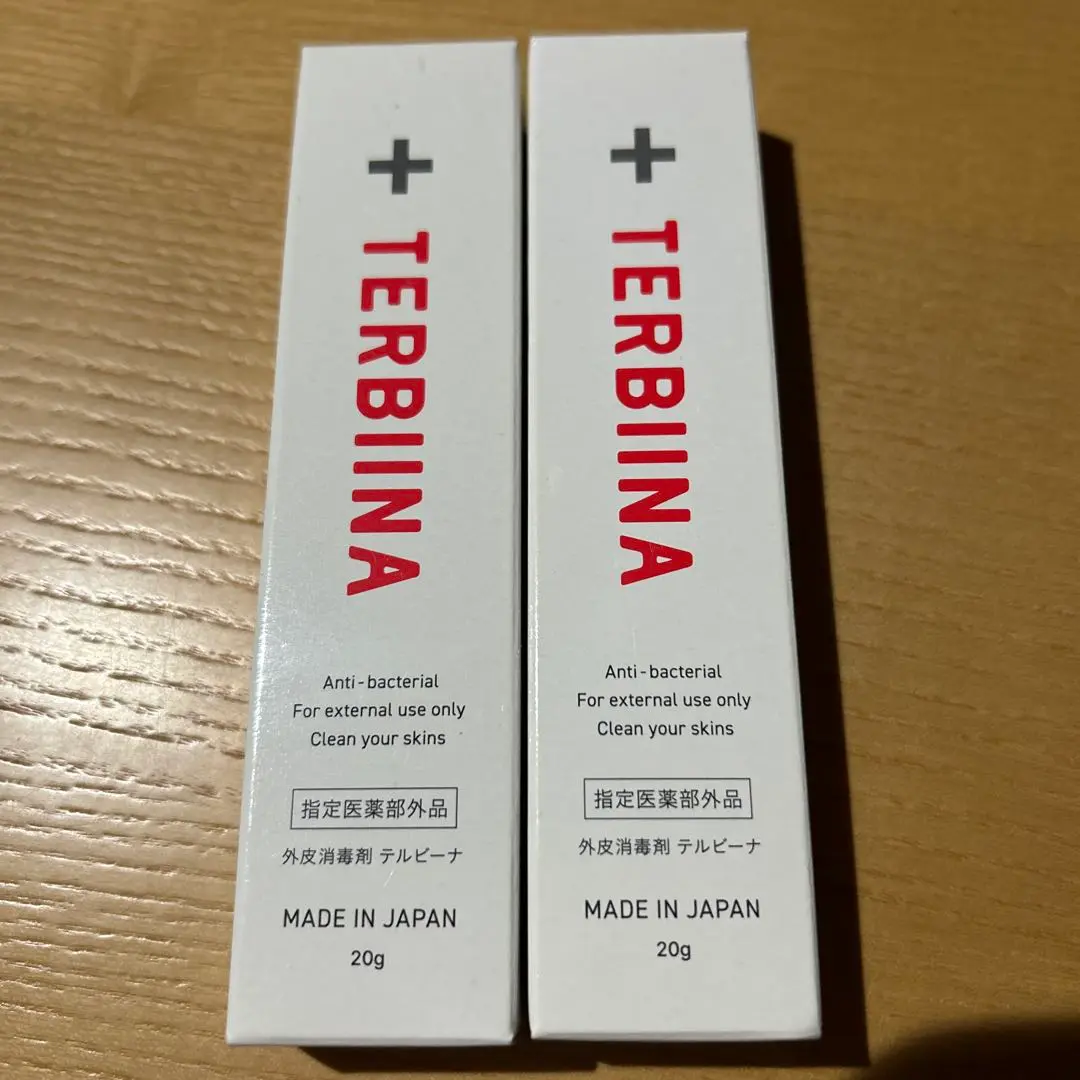 + TERBIINA
Anti-bacterial
For external use only
Clean your skins
指定医薬部外品
外皮消毒剤 テルビーナ
MADE IN JAPAN
20g
+ TERBIINA
Anti-bacterial
For external use only
Clean your skins
指定医薬部外品
外皮消毒剤 テルビーナ
MADE IN JAPAN
20g